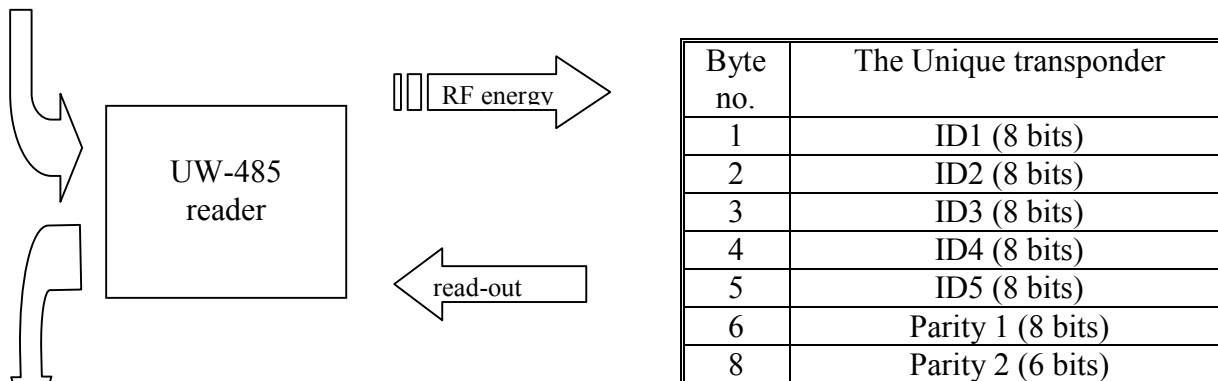 RF energy
UW-485
reader
read-out
Byte
no.
The Unique transponder
1 ID1 (8 bits)
2 ID2 (8 bits)
3 ID3 (8 bits)
4 ID4 (8 bits)
5 ID5 (8 bits)
6 Parity 1 (8 bits)
8 Parity 2 (6 bits)